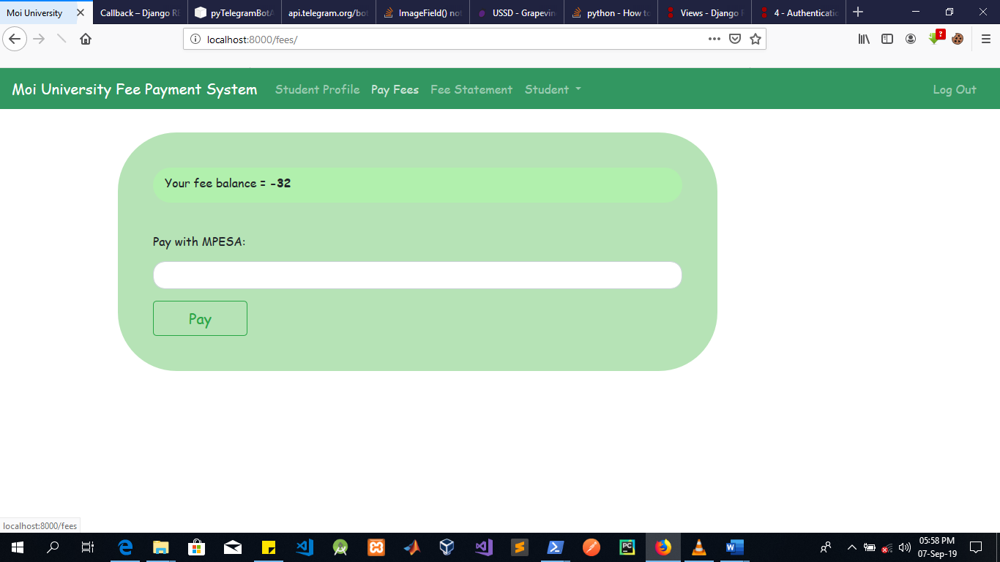 Moi University
Callback – Django RE
pyTelegramBotA
api.telegram.org/bot
ImageField() not
USSD - Grapevin
python - How to
Views - Django R
4 - Authenticatio
localhost:8000/fees/
?
Moi University Fee Payment System
Student Profile
Pay Fees
Fee Statement
Student
Log Out
Your fee balance = -32
Pay with MPESA:
Pay
localhost:8000/fees
PC
W
05:58 PM
07-Sep-19